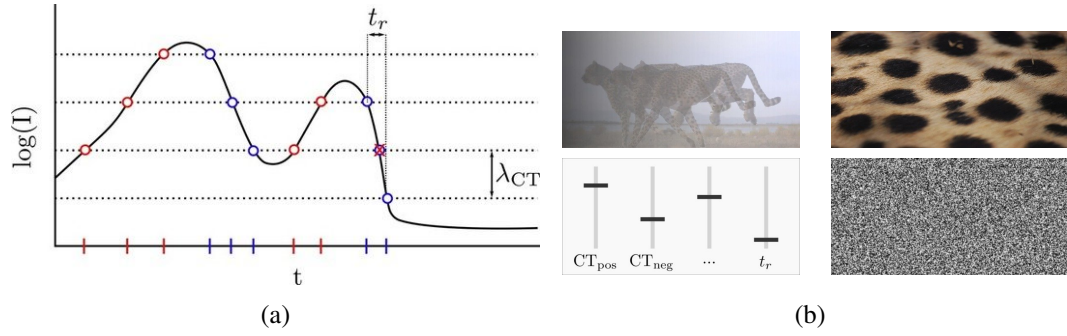 t_r
log(I)
λ_CT
t
(a)
CT_pos CT_neg ... t_r
(b)